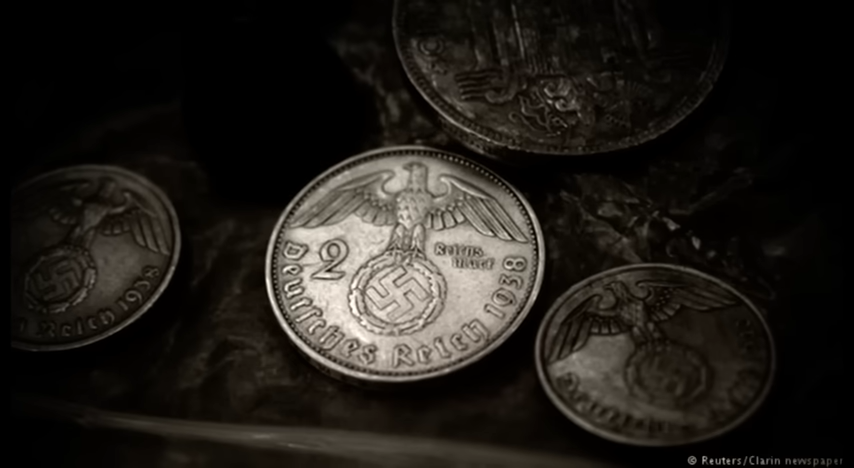 2 Reichs
mark
Deutsches Reich 1938
Reich 1938
© Reuters/Clarin newspaper